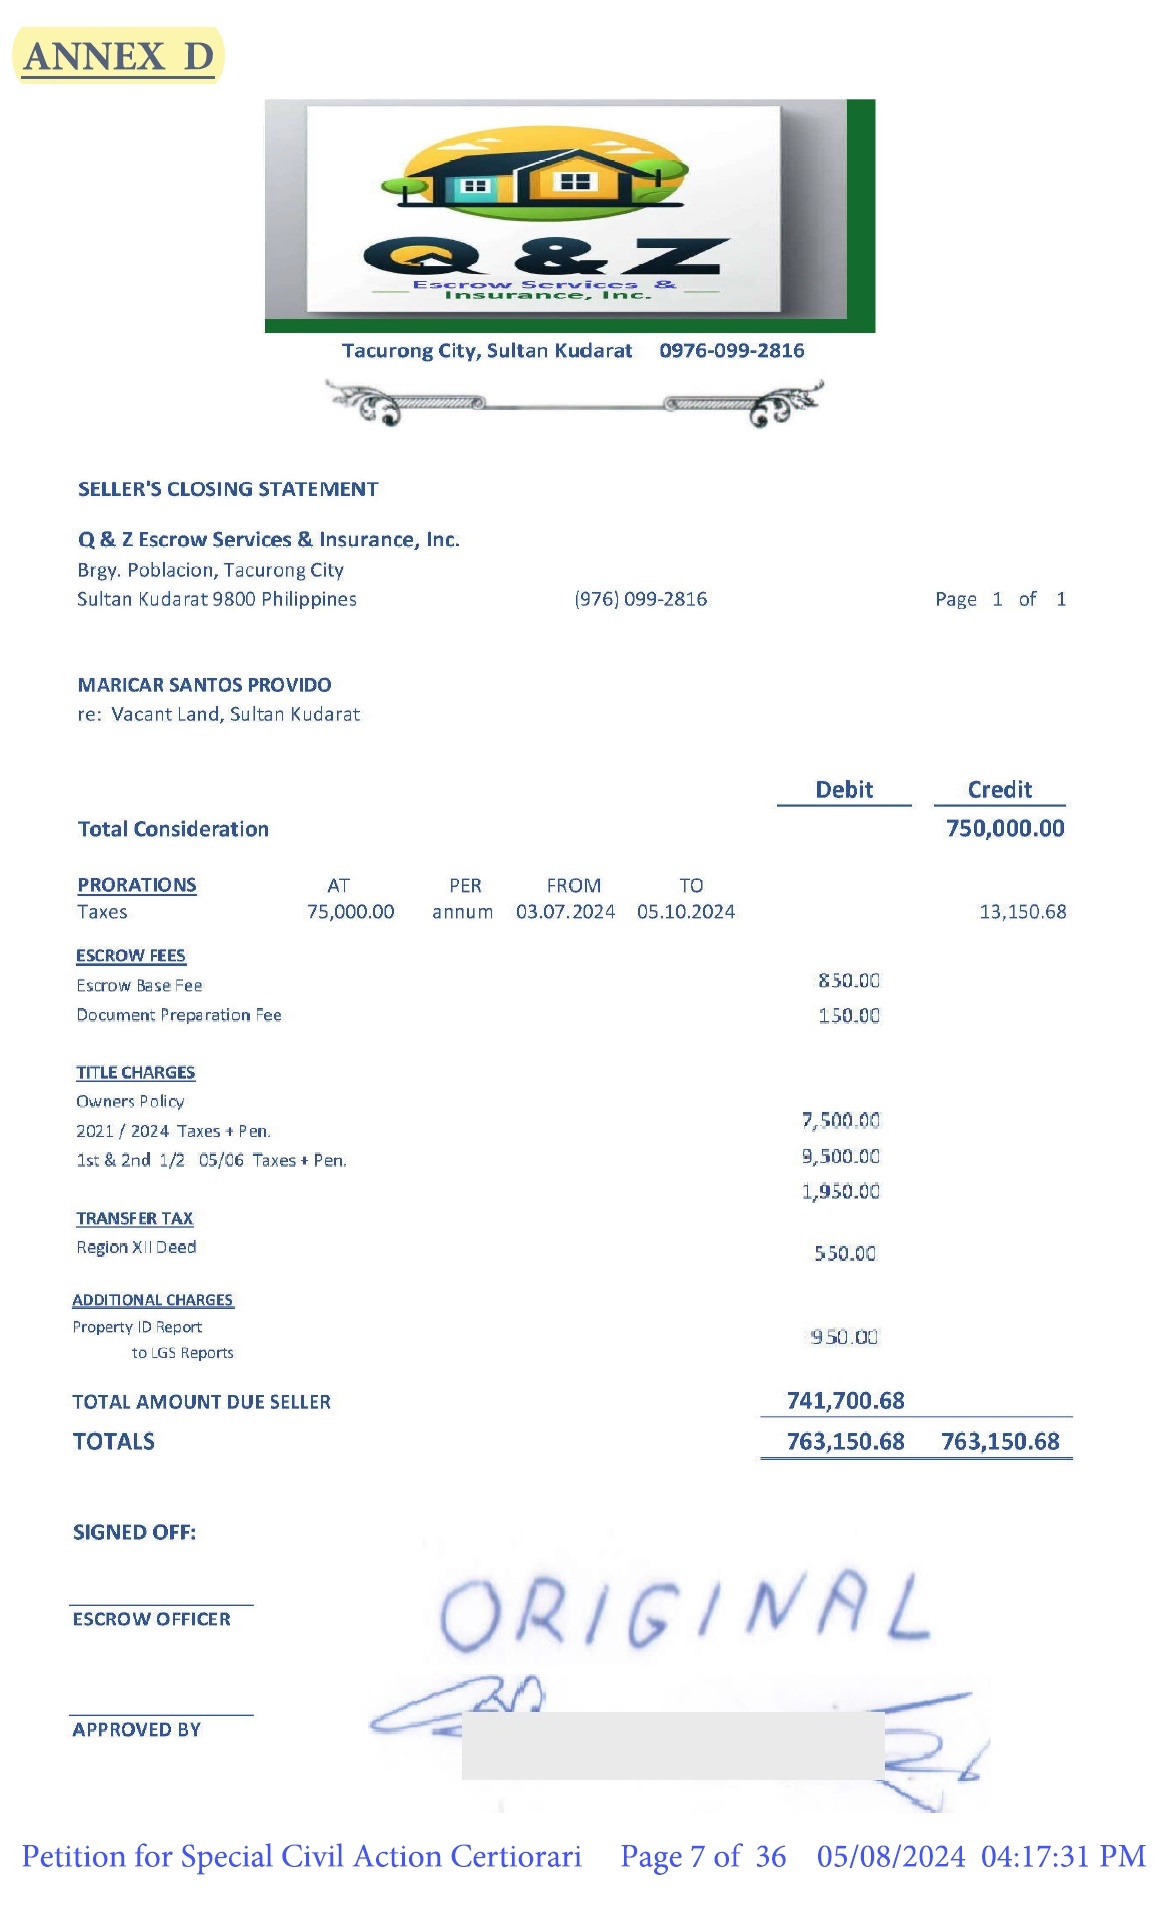 ANNEX D
Q & Z
Escrow Services &
Insurance, Inc.
Tacurong City, Sultan Kudarat 0976-099-2816
SELLER'S CLOSING STATEMENT
Q & Z Escrow Services & Insurance, Inc.
Brgy. Poblacion, Tacurong City
Sultan Kudarat 9800 Philippines (976) 099-2816 Page 1 of 1
MARICAR SANTOS PROVIDO
re: Vacant Land, Sultan Kudarat
Debit Credit
Total Consideration 750,000.00
PRORATIONS AT PER FROM TO
Taxes 75,000.00 annum 03.07.2024 05.10.2024 13,150.68
ESCROW FEES
Escrow Base Fee 850.00
Document Preparation Fee 150.00
TITLE CHARGES
Owners Policy 7,500.00
2021 / 2024 Taxes + Pen. 9,500.00
1st & 2nd 1/2 05/06 Taxes + Pen. 1,950.00
TRANSFER TAX
Region XII Deed 550.00
ADDITIONAL CHARGES
Property ID Report 950.00
to LGS Reports
TOTAL AMOUNT DUE SELLER 741,700.68
TOTALS 763,150.68 763,150.68
SIGNED OFF:
ORIGINAL
ESCROW OFFICER
APPROVED BY
Petition for Special Civil Action Certiorari Page 7 of 36 05/08/2024 04:17:31 PM